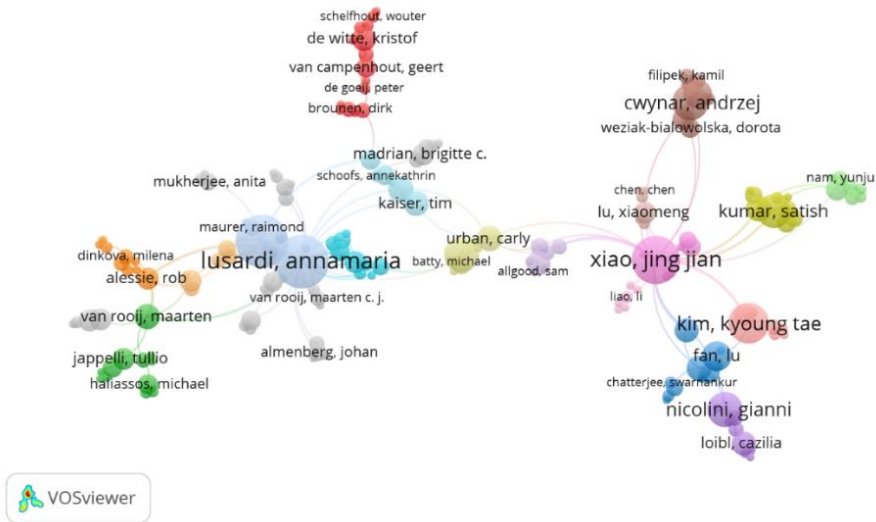 schelfhout, wouter
de witte, kristof
van campenhout, geert
de goeij, peter
brounen, dirk
madrian, brigitte c.
schoofs, annekathrin
mukherjee, anita
kaiser, tim
maurer, raimond
lusardi, annamaria
dinkova, milena
alessie, rob
van rooij, maarten c. j.
van rooij, maarten
almenberg, johan
jappelli, tullio
haliassos, michael
urban, carly
batty, michael
allgood, sam
filipek, kamil
cwynar, andrzej
weziak-bialowolska, dorota
chen, chen
lu, xiaomeng
nam, yunju
kumar, satish
xiao, jing jian
liao, li
kim, kyoung tae
fan, lu
chatterjee, swarnankur
nicolini, gianni
loibl, cazilia
VOSviewer